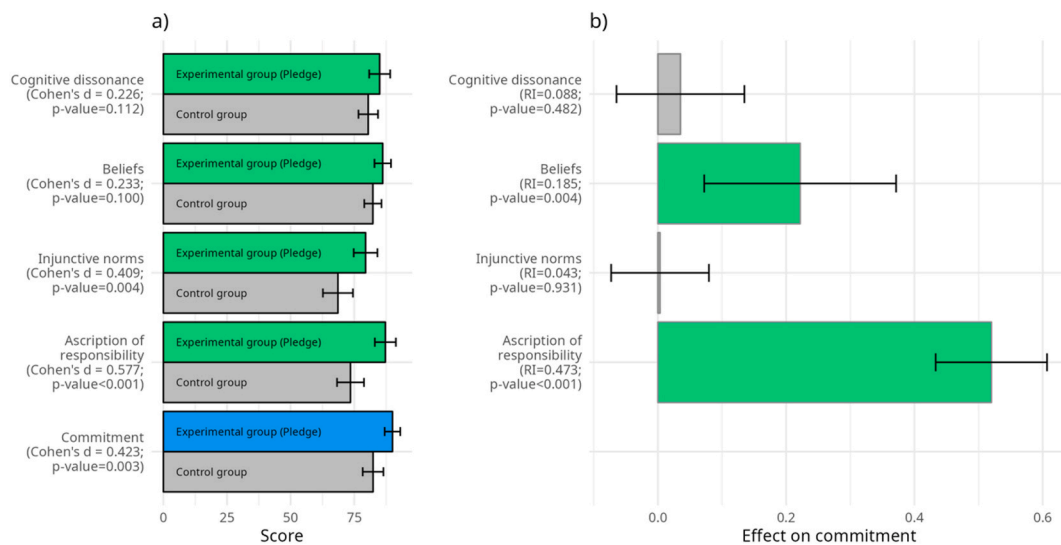 a)
Cognitive dissonance
(Cohen's d = 0.226;
p-value=0.112)
Experimental group (Pledge)
Control group
Beliefs
(Cohen's d = 0.233;
p-value=0.100)
Experimental group (Pledge)
Control group
Injunctive norms
(Cohen's d = 0.409;
p-value=0.004)
Experimental group (Pledge)
Control group
Ascription of
responsibility
(Cohen's d = 0.577;
p-value<0.001)
Experimental group (Pledge)
Control group
Commitment
(Cohen's d = 0.423;
p-value=0.003)
Experimental group (Pledge)
Control group
0 25 50 75
Score
b)
Cognitive dissonance
(RI=0.088;
p-value=0.482)
Beliefs
(RI=0.185;
p-value=0.004)
Injunctive norms
(RI=0.043;
p-value=0.931)
Ascription of
responsibility
(RI=0.473;
p-value<0.001)
0.0 0.2 0.4 0.6
Effect on commitment